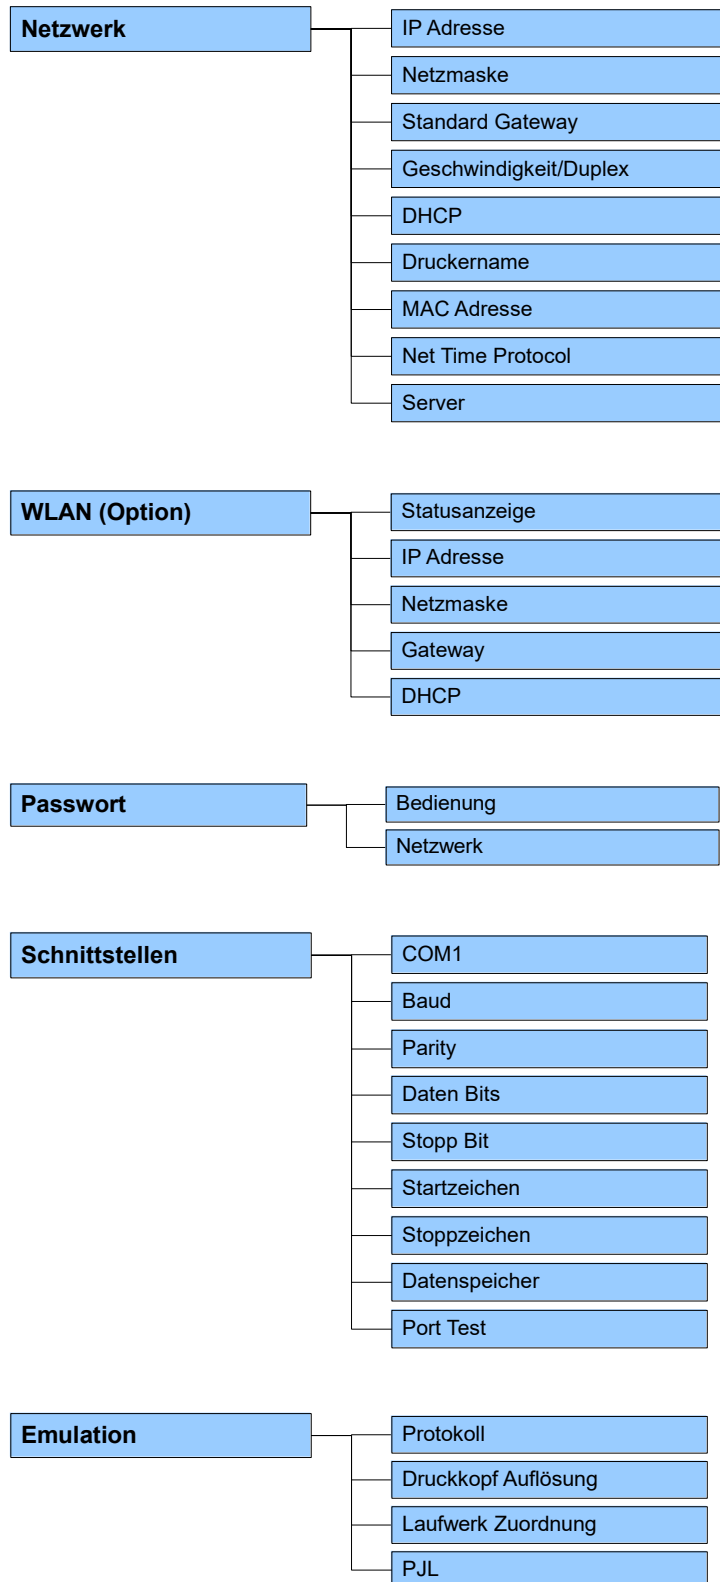 Netzwerk
IP Adresse
Netzmaske
Standard Gateway
Geschwindigkeit/Duplex
DHCP
Druckername
MAC Adresse
Net Time Protocol
Server
WLAN (Option)
Statusanzeige
IP Adresse
Netzmaske
Gateway
DHCP
Passwort
Bedienung
Netzwerk
Schnittstellen
COM1
Baud
Parity
Daten Bits
Stopp Bit
Startzeichen
Stoppzeichen
Datenspeicher
Port Test
Emulation
Protokoll
Druckkopf Auflösung
Laufwerk Zuordnung
PJL